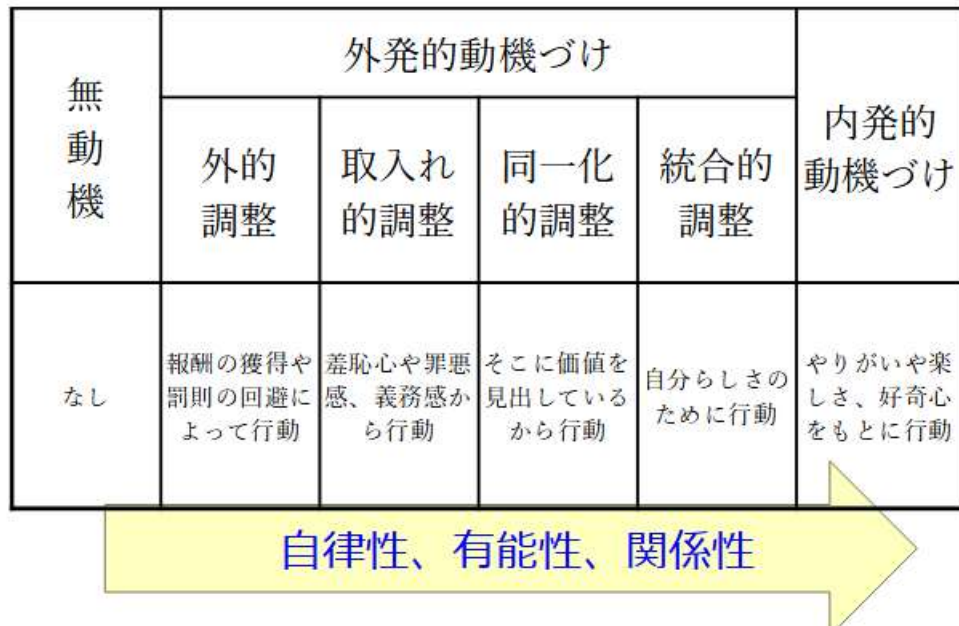 無
動
機
外発的動機づけ
内発的
動機づけ
外的
調整
取入れ
的調整
同一化
的調整
統合的
調整
なし
報酬の獲得や
罰則の回避に
よって行動
羞恥心や罪悪
感、義務感か
ら行動
そこに価値を
見出している
から行動
自分らしさの
ために行動
やりがいや楽
しさ、好奇心
をもとに行動
自律性、有能性、関係性